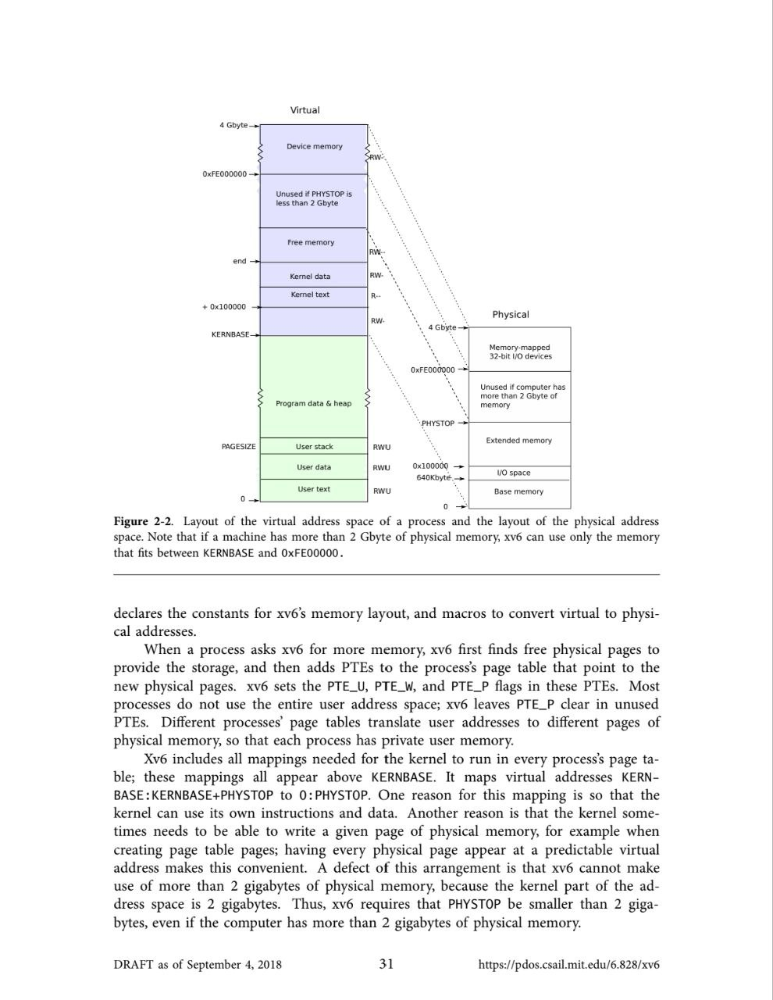 Virtual
4 Gbyte
Device memory
RW-
0xFE000000
Unused if PHYSTOP is
less than 2 Gbyte
Free memory
RW--
end
Kernel data
RW-
Kernel text
R--
+ 0x100000
RW-
KERNBASE
Program data & heap
PAGESIZE
User stack
RWU
User data
RWU
User text
RWU
0
Physical
4 Gbyte
Memory-mapped
32-bit I/O devices
0xFE000000
Unused if computer has
more than 2 Gbyte of
memory
PHYSTOP
Extended memory
0x100000
I/O space
640Kbyte
Base memory
0
Figure 2-2. Layout of the virtual address space of a process and the layout of the physical address
space. Note that if a machine has more than 2 Gbyte of physical memory, xv6 can use only the memory
that fits between KERNBASE and 0xFE00000.
declares the constants for xv6's memory layout, and macros to convert virtual to physi-
cal addresses.
When a process asks xv6 for more memory, xv6 first finds free physical pages to
provide the storage, and then adds PTEs to the process's page table that point to the
new physical pages. xv6 sets the PTE_U, PTE_W, and PTE_P flags in these PTEs. Most
processes do not use the entire user address space; xv6 leaves PTE_P clear in unused
PTEs. Different processes' page tables translate user addresses to different pages of
physical memory, so that each process has private user memory.
Xv6 includes all mappings needed for the kernel to run in every process's page ta-
ble; these mappings all appear above KERNBASE. It maps virtual addresses KERN-
BASE:KERNBASE+PHYSTOP to 0:PHYSTOP. One reason for this mapping is so that the
kernel can use its own instructions and data. Another reason is that the kernel some-
times needs to be able to write a given page of physical memory, for example when
creating page table pages; having every physical page appear at a predictable virtual
address makes this convenient. A defect of this arrangement is that xv6 cannot make
use of more than 2 gigabytes of physical memory, because the kernel part of the ad-
dress space is 2 gigabytes. Thus, xv6 requires that PHYSTOP be smaller than 2 giga-
bytes, even if the computer has more than 2 gigabytes of physical memory.
DRAFT as of September 4, 2018
31
https://pdos.csail.mit.edu/6.828/xv6